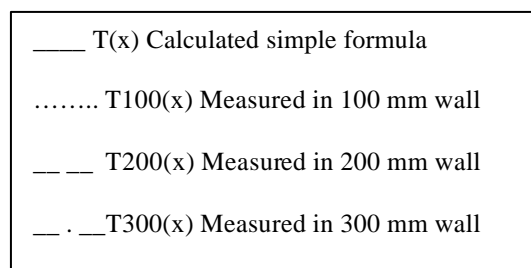 ____ T(x) Calculated simple formula
…….. T100(x) Measured in 100 mm wall
__ __ T200(x) Measured in 200 mm wall
__ . __T300(x) Measured in 300 mm wall